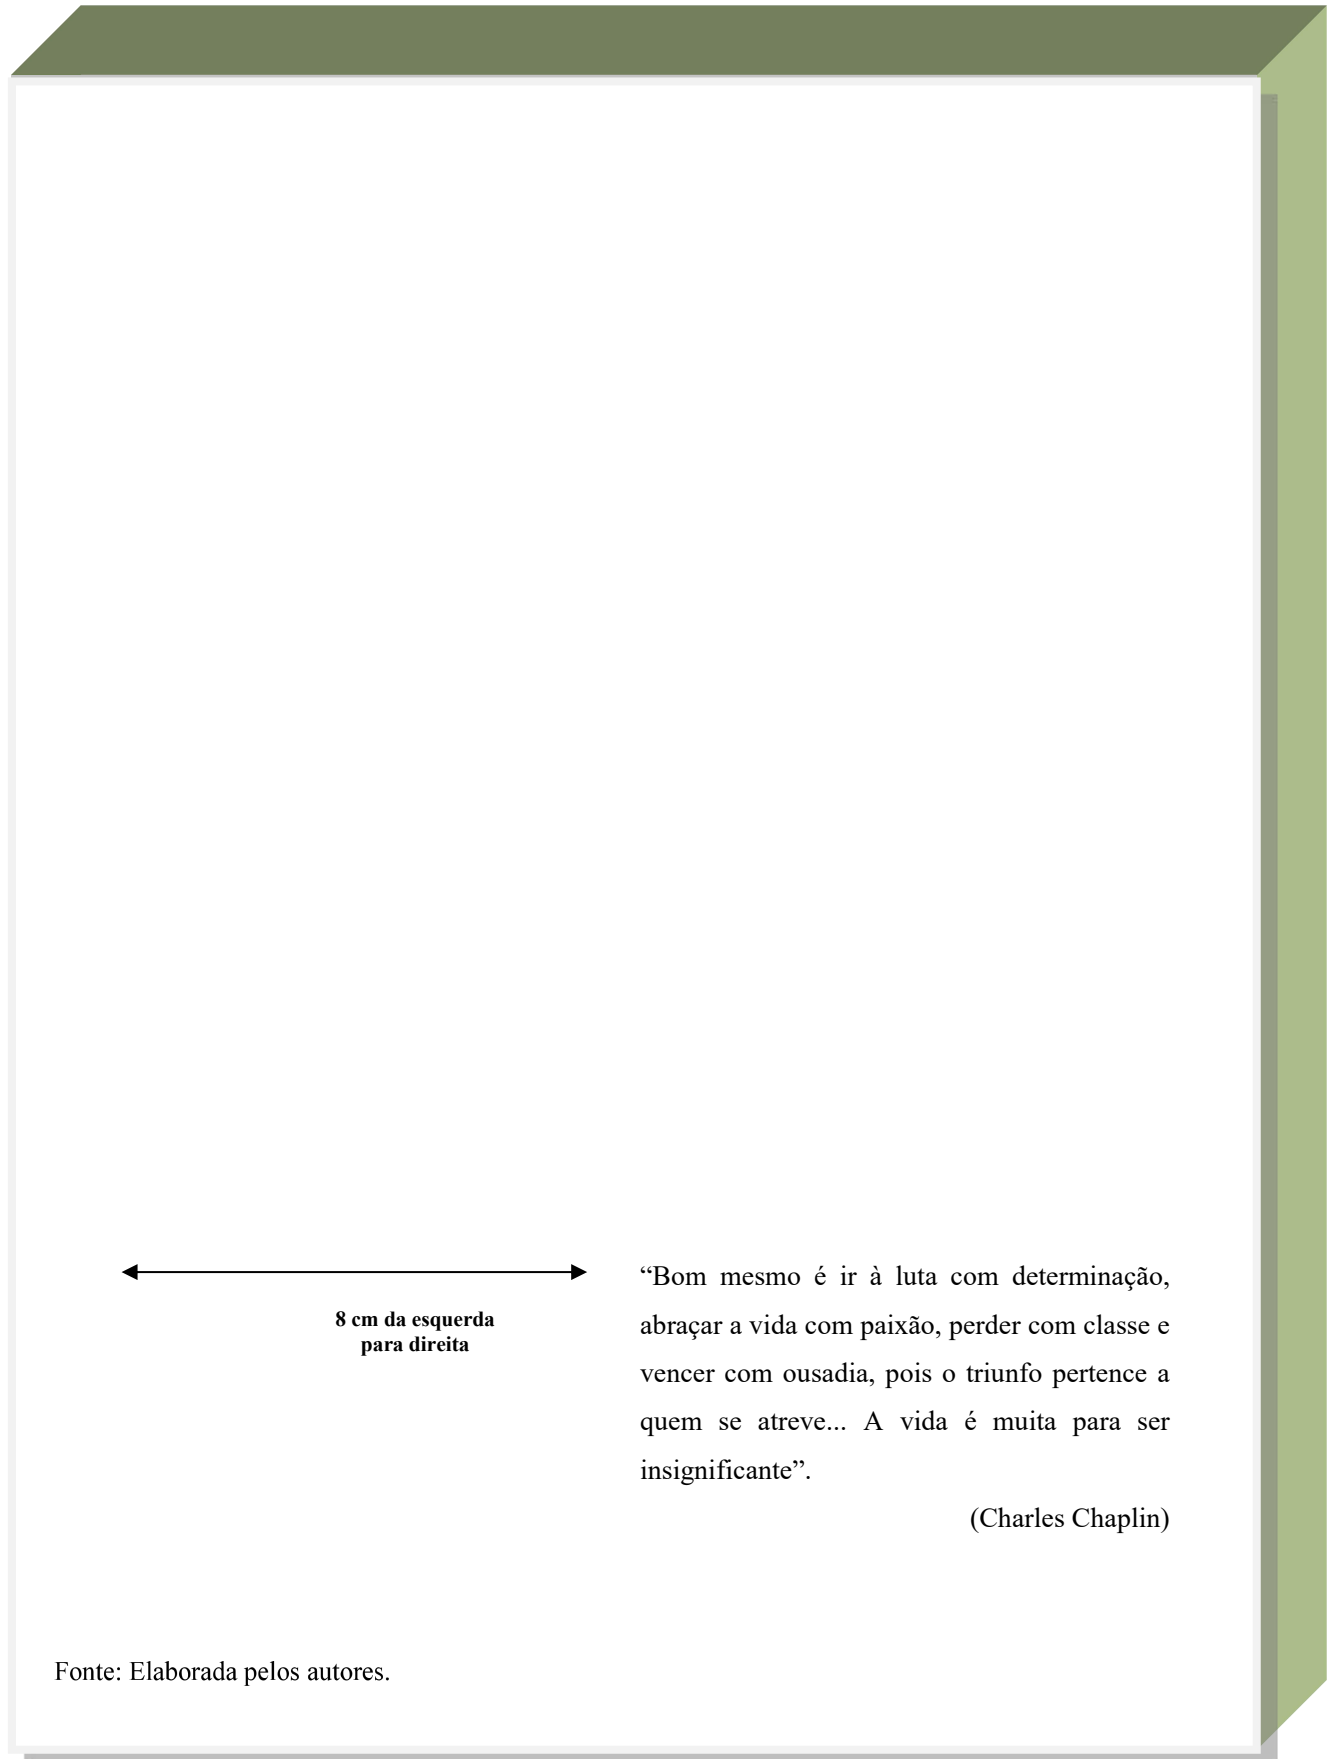 “Bom mesmo é ir à luta com determinação,
abraçar a vida com paixão, perder com classe e
vencer com ousadia, pois o triunfo pertence a
quem se atreve... A vida é muita para ser
insignificante”.
(Charles Chaplin)
8 cm da esquerda
para direita
Fonte: Elaborada pelos autores.